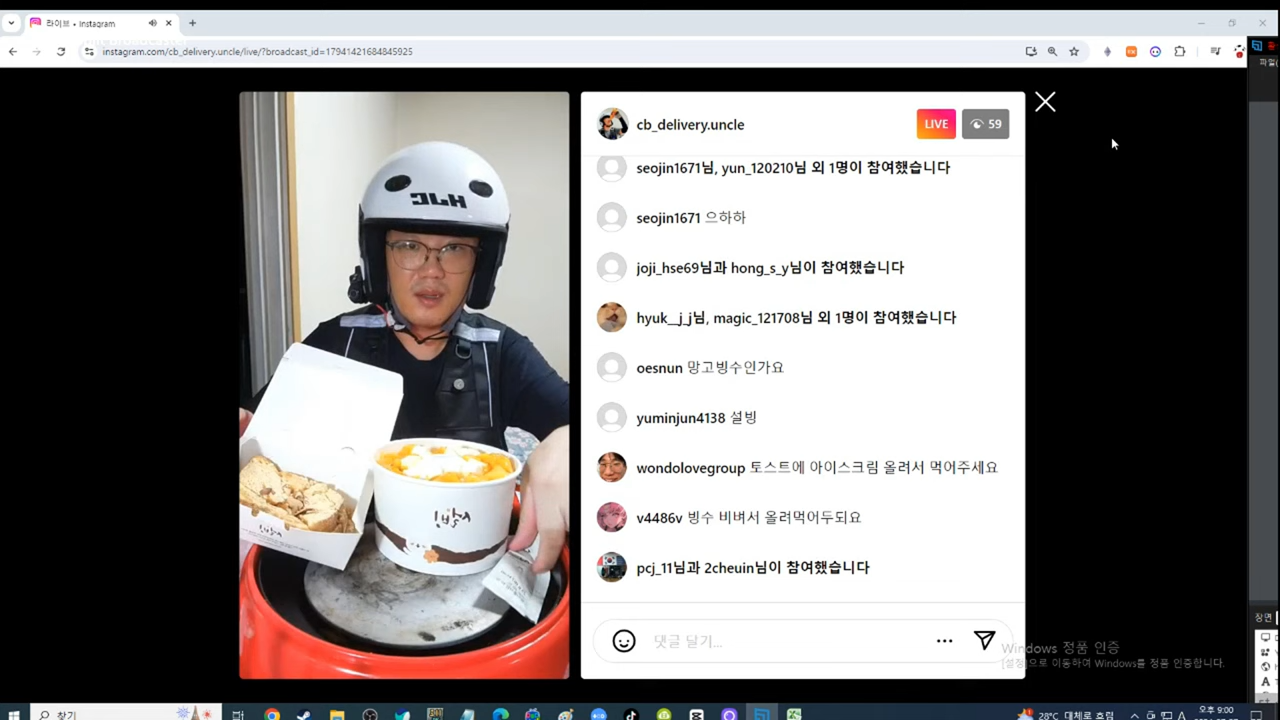 라이브 • Instagram
instagram.com/cb_delivery.uncle/live/?broadcast_id=17941421684845925
파일(
HJC
설빙
설빙
cb_delivery.uncle
LIVE
59
seojin1671님, yun_120210님 외 1명이 참여했습니다
seojin1671 으하하
joji_hse69님과 hong_s_y님이 참여했습니다
hyuk__j_j님, magic_121708님 외 1명이 참여했습니다
oesnun 망고빙수인가요
yuminjun4138 설빙
wondolovegroup 토스트에 아이스크림 올려서 먹어주세요
v4486v 빙수 비벼서 올려먹어두되요
pcj_11님과 2cheuin님이 참여했습니다
댓글 달기...
Windows 정품 인증
[설정]으로 이동하여 Windows를 정품 인증합니다.
장면
찾기
28°C 대체로 흐림
오후 9:00